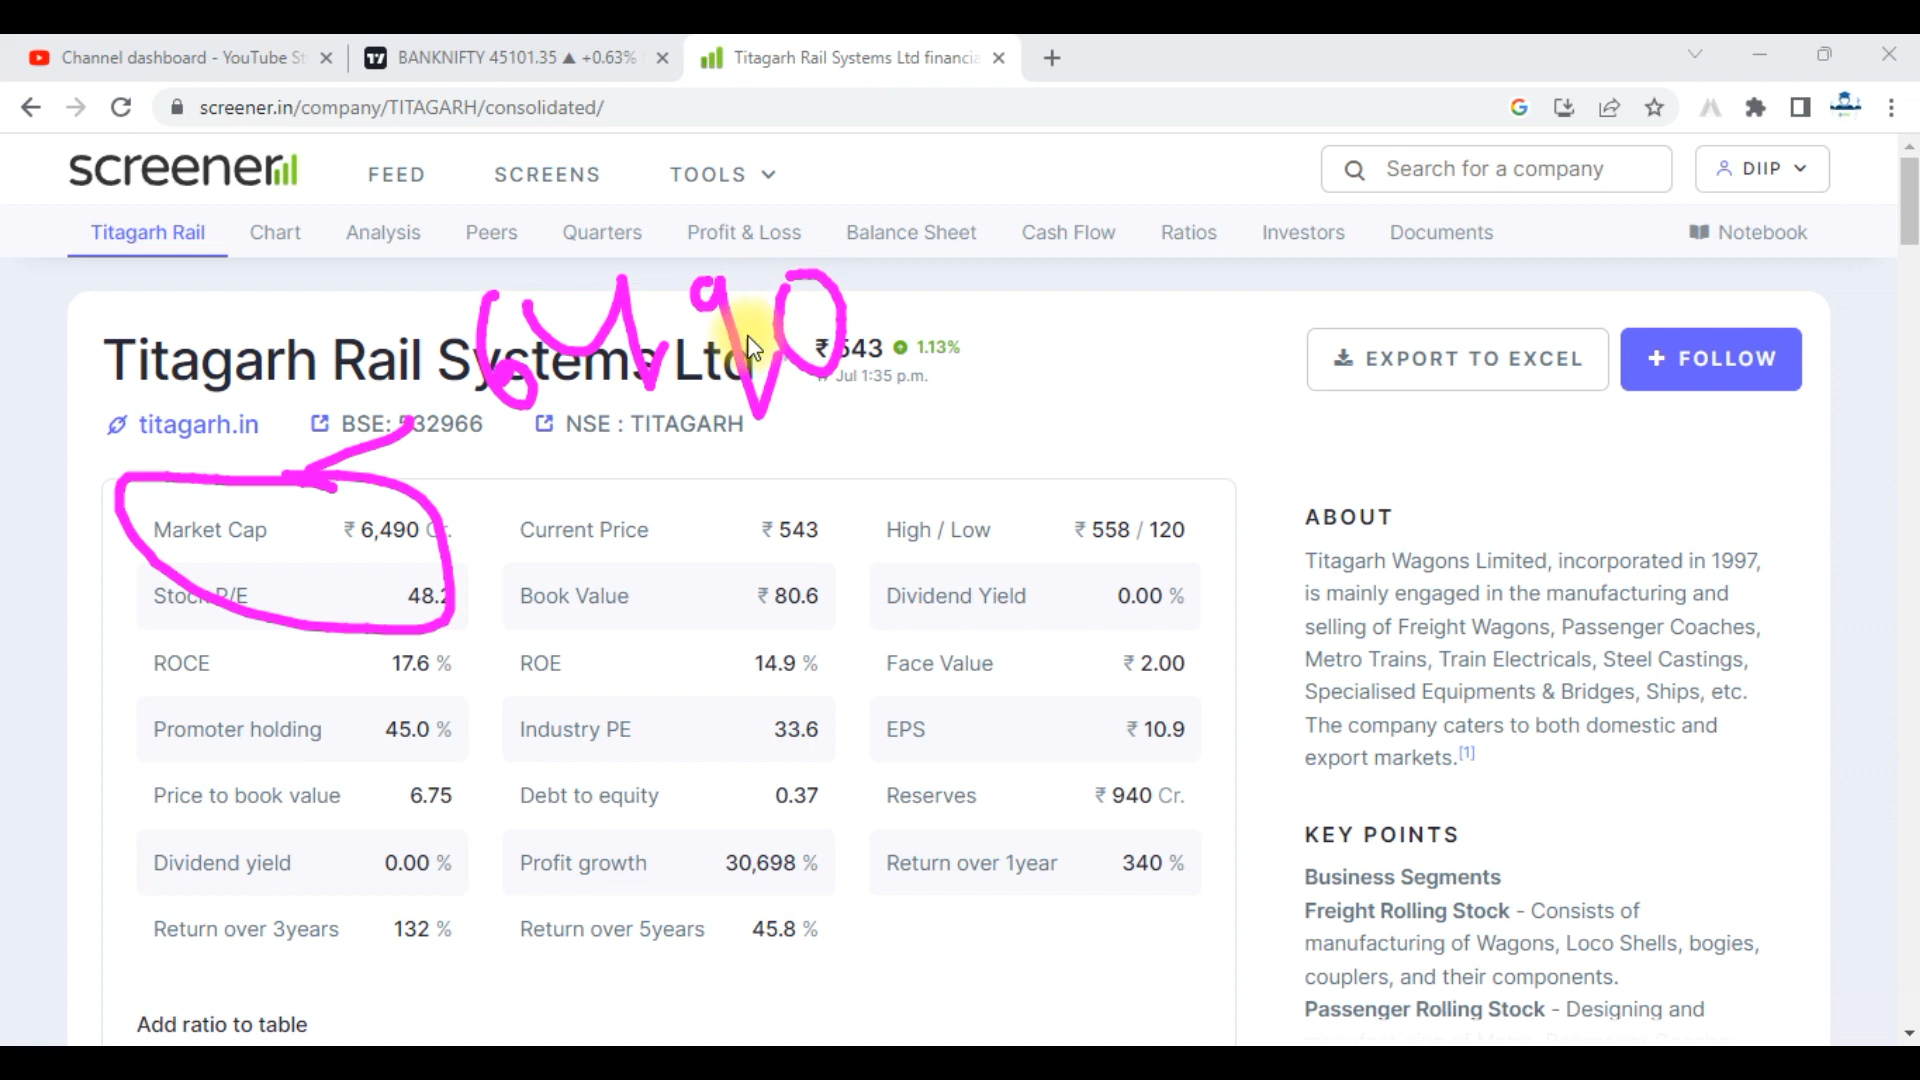 Channel dashboard - YouTube St
BANKNIFTY 45101.35 ▲ +0.63%
Titagarh Rail Systems Ltd financia
screener.in/company/TITAGARH/consolidated/
screener
FEED
SCREENS
TOOLS
Search for a company
DIIP
Titagarh Rail
Chart
Analysis
Peers
Quarters
Profit & Loss
Balance Sheet
Cash Flow
Ratios
Investors
Documents
Notebook
6490
Titagarh Rail Systems Ltd
₹ 543 1.13%
Jul 1:35 p.m.
EXPORT TO EXCEL
+ FOLLOW
titagarh.in
BSE: 532966
NSE : TITAGARH
Market Cap ₹ 6,490 Cr.
Current Price ₹ 543
High / Low ₹ 558 / 120
Stock P/E 48.2
Book Value ₹ 80.6
Dividend Yield 0.00 %
ROCE 17.6 %
ROE 14.9 %
Face Value ₹ 2.00
Promoter holding 45.0 %
Industry PE 33.6
EPS ₹ 10.9
Price to book value 6.75
Debt to equity 0.37
Reserves ₹ 940 Cr.
Dividend yield 0.00 %
Profit growth 30,698 %
Return over 1year 340 %
Return over 3years 132 %
Return over 5years 45.8 %
Add ratio to table
ABOUT
Titagarh Wagons Limited, incorporated in 1997,
is mainly engaged in the manufacturing and
selling of Freight Wagons, Passenger Coaches,
Metro Trains, Train Electricals, Steel Castings,
Specialised Equipments & Bridges, Ships, etc.
The company caters to both domestic and
export markets.[1]
KEY POINTS
Business Segments
Freight Rolling Stock - Consists of
manufacturing of Wagons, Loco Shells, bogies,
couplers, and their components.
Passenger Rolling Stock - Designing and